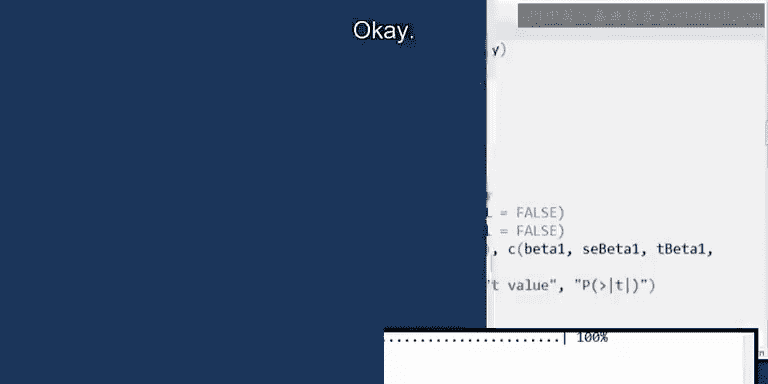 Okay.
y)
= FALSE)
= FALSE)
, c(beta1, seBeta1, tBeta1,
"t value", "P(>|t|)")
.......................| 100%